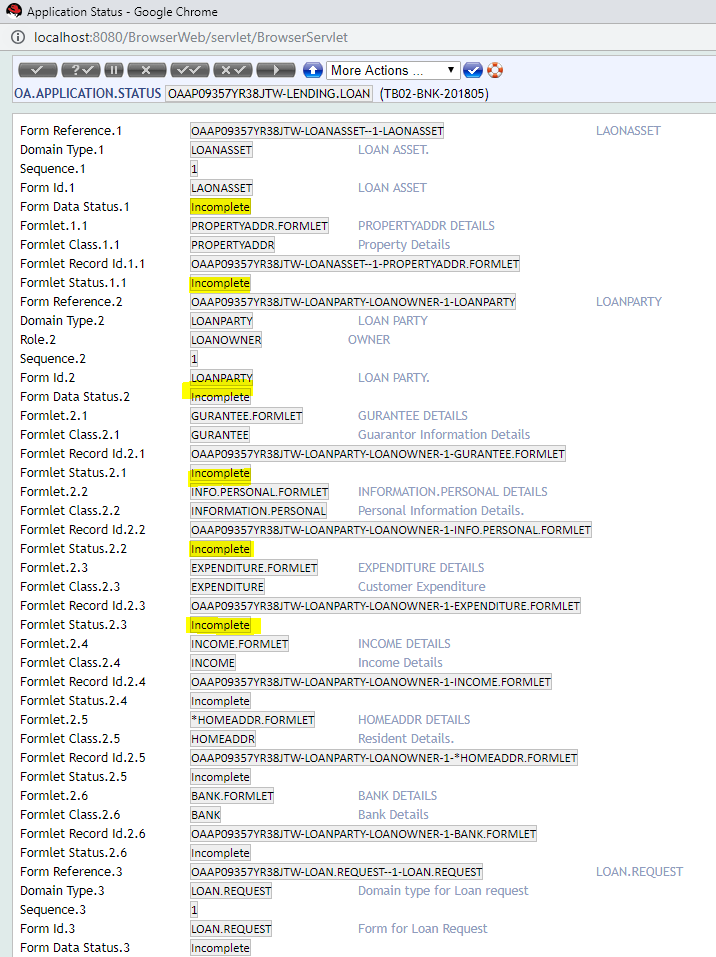 Application Status - Google Chrome
localhost:8080/BrowserWeb/servlet/BrowserServlet
More Actions ...
OA.APPLICATION.STATUS OAAP09357YR38JTW-LENDING.LOAN (TB02-BNK-201805)
Form Reference.1 OAAP09357YR38JTW-LOANASSET--1-LAONASSET LAONASSET
Domain Type.1 LOANASSET LOAN ASSET.
Sequence.1 1
Form Id.1 LAONASSET LOAN ASSET
Form Data Status.1 Incomplete
Formlet.1.1 PROPERTYADDR.FORMLET PROPERTYADDR DETAILS
Formlet Class.1.1 PROPERTYADDR Property Details
Formlet Record Id.1.1 OAAP09357YR38JTW-LOANASSET--1-PROPERTYADDR.FORMLET
Formlet Status.1.1 Incomplete
Form Reference.2 OAAP09357YR38JTW-LOANPARTY-LOANOWNER-1-LOANPARTY LOANPARTY
Domain Type.2 LOANPARTY LOAN PARTY
Role.2 LOANOWNER OWNER
Sequence.2 1
Form Id.2 LOANPARTY LOAN PARTY.
Form Data Status.2 Incomplete
Formlet.2.1 GURANTEE.FORMLET GURANTEE DETAILS
Formlet Class.2.1 GURANTEE Guarantor Information Details
Formlet Record Id.2.1 OAAP09357YR38JTW-LOANPARTY-LOANOWNER-1-GURANTEE.FORMLET
Formlet Status.2.1 Incomplete
Formlet.2.2 INFO.PERSONAL.FORMLET INFORMATION.PERSONAL DETAILS
Formlet Class.2.2 INFORMATION.PERSONAL Personal Information Details.
Formlet Record Id.2.2 OAAP09357YR38JTW-LOANPARTY-LOANOWNER-1-INFO.PERSONAL.FORMLET
Formlet Status.2.2 Incomplete
Formlet.2.3 EXPENDITURE.FORMLET EXPENDITURE DETAILS
Formlet Class.2.3 EXPENDITURE Customer Expenditure
Formlet Record Id.2.3 OAAP09357YR38JTW-LOANPARTY-LOANOWNER-1-EXPENDITURE.FORMLET
Formlet Status.2.3 Incomplete
Formlet.2.4 INCOME.FORMLET INCOME DETAILS
Formlet Class.2.4 INCOME Income Details
Formlet Record Id.2.4 OAAP09357YR38JTW-LOANPARTY-LOANOWNER-1-INCOME.FORMLET
Formlet Status.2.4 Incomplete
Formlet.2.5 *HOMEADDR.FORMLET HOMEADDR DETAILS
Formlet Class.2.5 HOMEADDR Resident Details.
Formlet Record Id.2.5 OAAP09357YR38JTW-LOANPARTY-LOANOWNER-1-*HOMEADDR.FORMLET
Formlet Status.2.5 Incomplete
Formlet.2.6 BANK.FORMLET BANK DETAILS
Formlet Class.2.6 BANK Bank Details
Formlet Record Id.2.6 OAAP09357YR38JTW-LOANPARTY-LOANOWNER-1-BANK.FORMLET
Formlet Status.2.6 Incomplete
Form Reference.3 OAAP09357YR38JTW-LOAN.REQUEST--1-LOAN.REQUEST LOAN.REQUEST
Domain Type.3 LOAN.REQUEST Domain type for Loan request
Sequence.3 1
Form Id.3 LOAN.REQUEST Form for Loan Request
Form Data Status.3 Incomplete